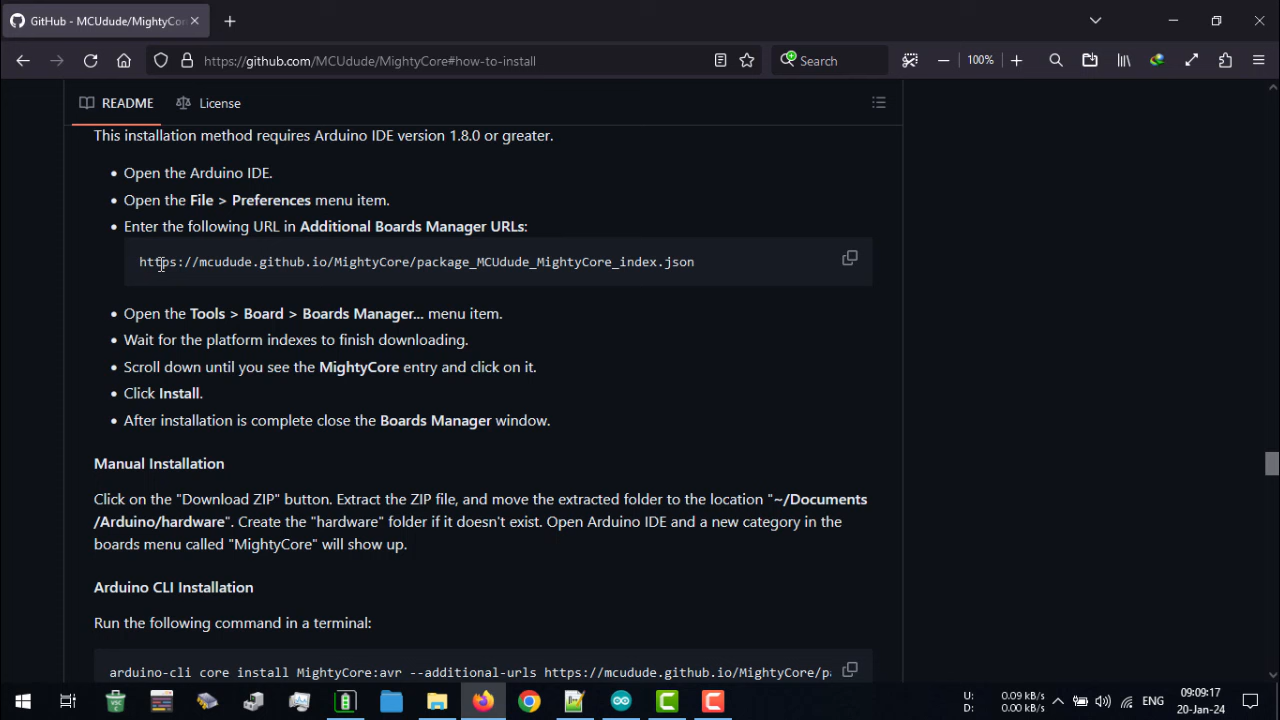 GitHub - MCUdude/MightyCor
https://github.com/MCUdude/MightyCore#how-to-install
Search
100%
README
License
This installation method requires Arduino IDE version 1.8.0 or greater.
• Open the Arduino IDE.
• Open the File > Preferences menu item.
• Enter the following URL in Additional Boards Manager URLs:
https://mcudude.github.io/MightyCore/package_MCUdude_MightyCore_index.json
• Open the Tools > Board > Boards Manager... menu item.
• Wait for the platform indexes to finish downloading.
• Scroll down until you see the MightyCore entry and click on it.
• Click Install.
• After installation is complete close the Boards Manager window.
Manual Installation
Click on the "Download ZIP" button. Extract the ZIP file, and move the extracted folder to the location "~/Documents
/Arduino/hardware". Create the "hardware" folder if it doesn't exist. Open Arduino IDE and a new category in the
boards menu called "MightyCore" will show up.
Arduino CLI Installation
Run the following command in a terminal:
arduino-cli core install MightyCore:avr --additional-urls https://mcudude.github.io/MightyCore/pa
U: 0.09 kB/s
D: 0.00 kB/s
ENG
09:09:17
20-Jan-24